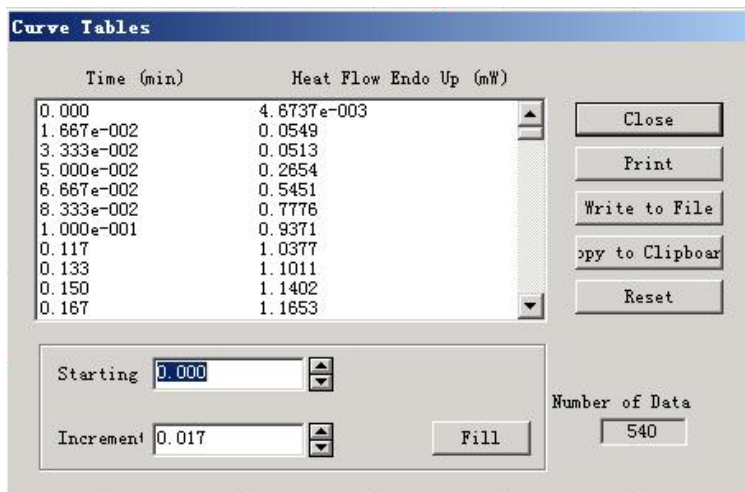 Curve Tables
Time (min) Heat Flow Endo Up (mW)
0.000 4.6737e-003
1.667e-002 0.0549
3.333e-002 0.0513
5.000e-002 0.2654
6.667e-002 0.5451
8.333e-002 0.7776
1.000e-001 0.9371
0.117 1.0377
0.133 1.1011
0.150 1.1402
0.167 1.1653
Close
Print
Write to File
opy to Clipboar
Reset
Starting 0.000
Increment 0.017
Fill
Number of Data
540